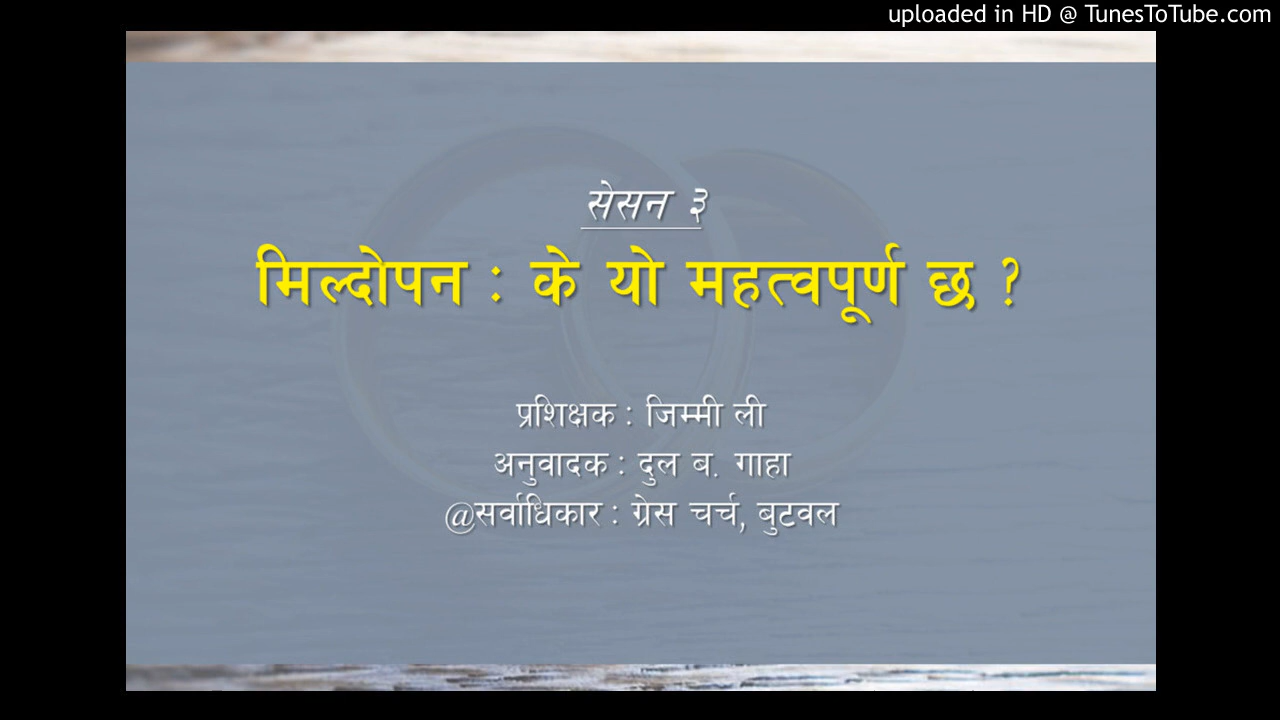 uploaded in HD @ TunesToTube.com
सेसन ३
मिल्दोपन : के यो महत्वपूर्ण छ ?
प्रशिक्षक : जिम्मी ली
अनुवादक : दुल ब. गाहा
@सर्वाधिकार : ग्रेस चर्च, बुटवल